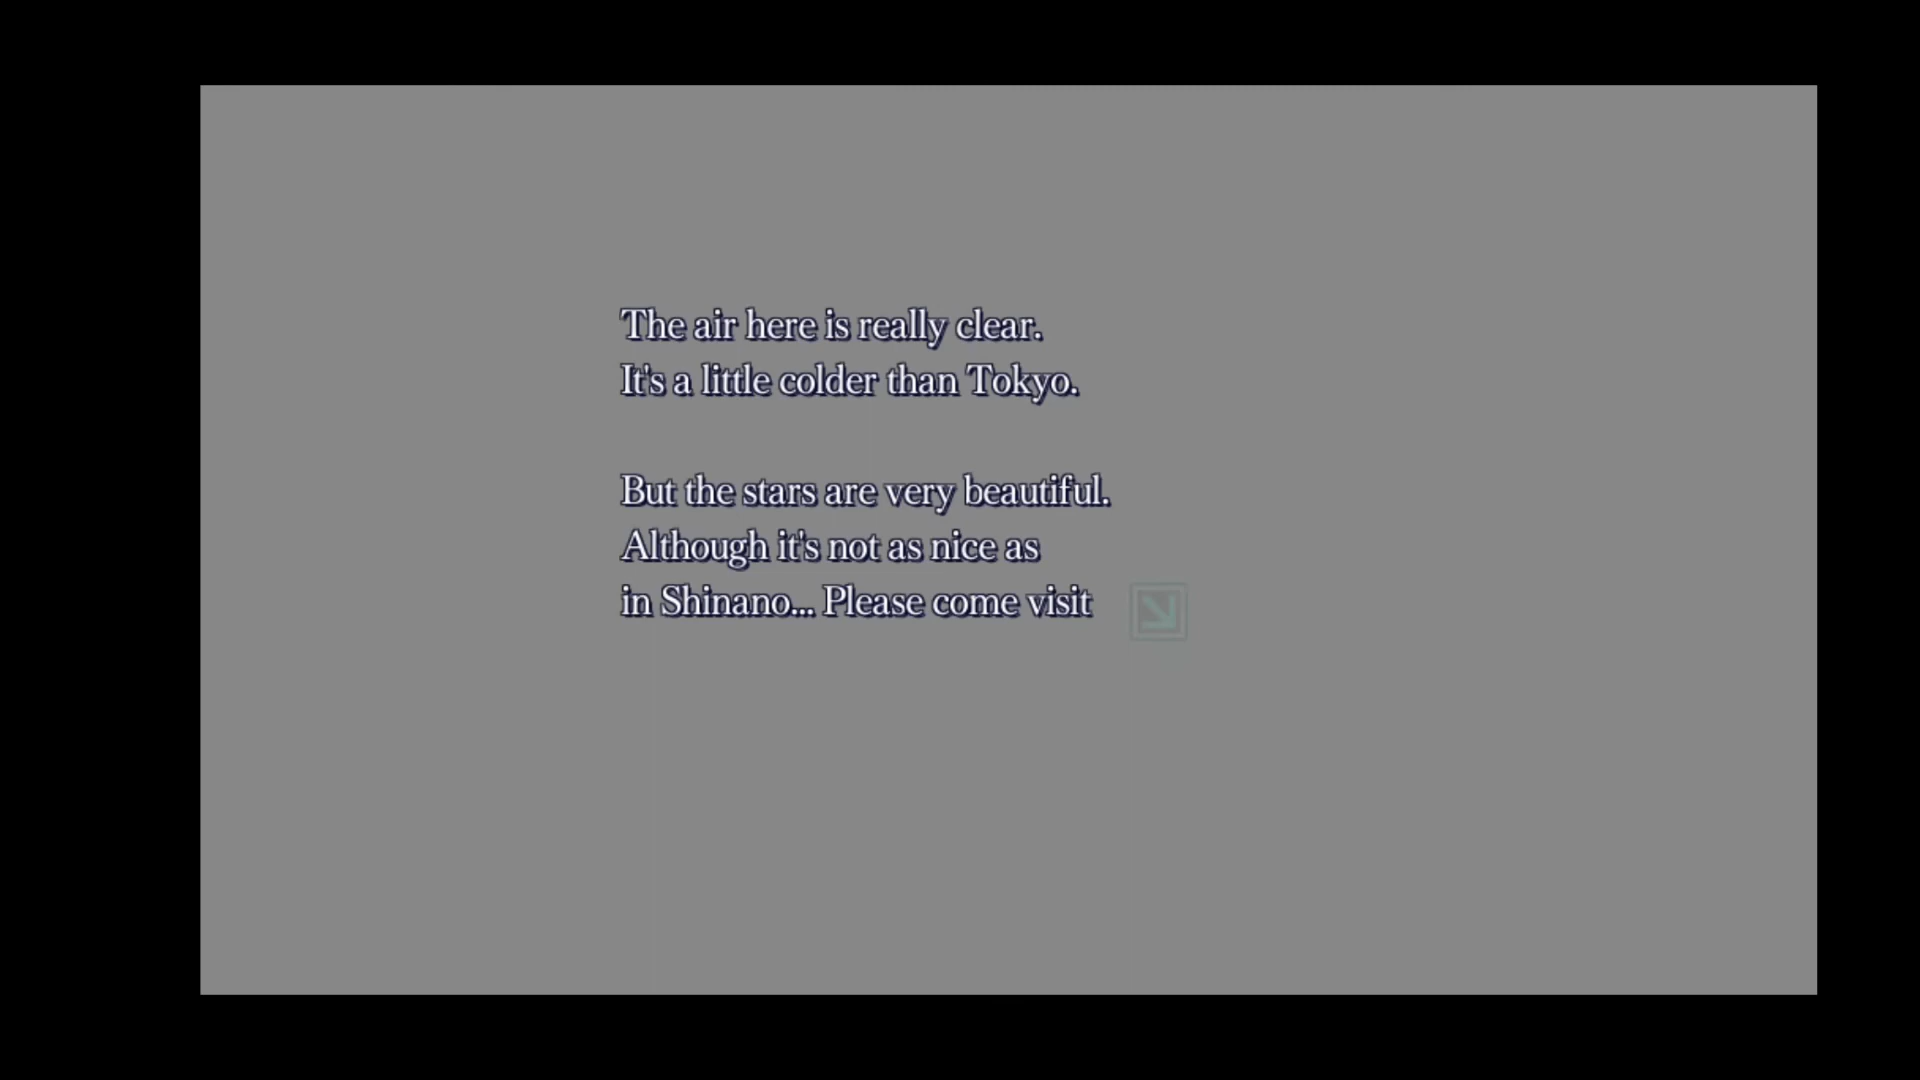 The air here is really clear.
It's a little colder than Tokyo.
But the stars are very beautiful.
Although it's not as nice as
in Shinano... Please come visit